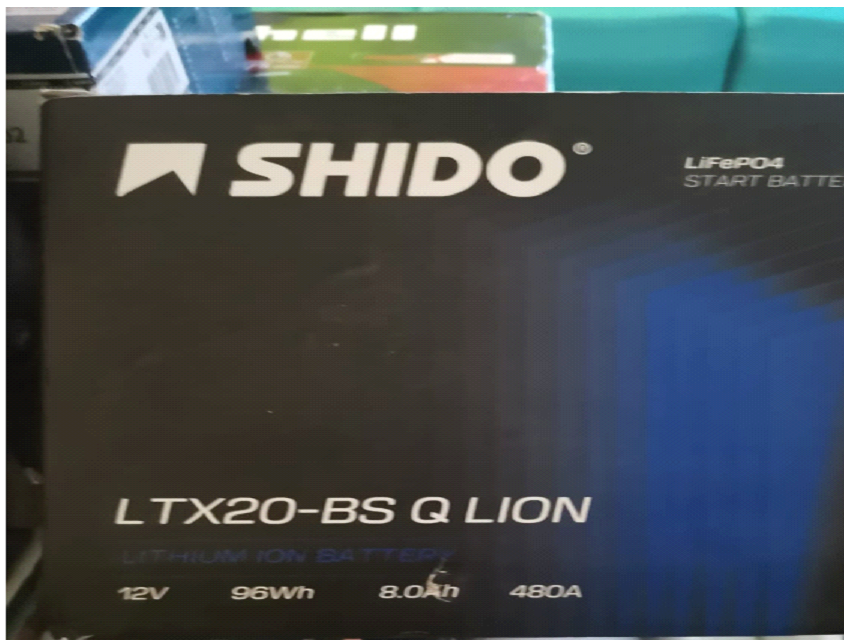 SHIDO®
LiFePO4
START BATTE
LTX20-BS Q LION
LITHIUM ION BATTERY
12V 96Wh 8.0Ah 480A